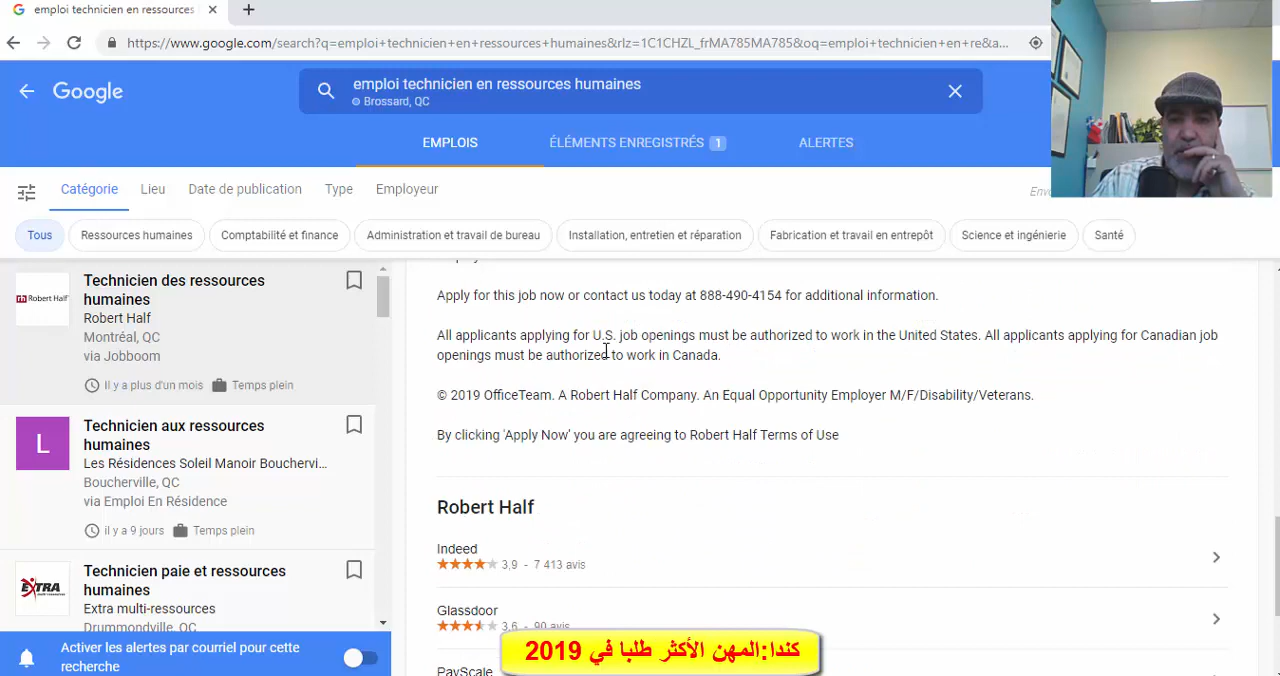 emploi technicien en ressources
https://www.google.com/search?q=emploi+technicien+en+ressources+humaines&rlz=1C1CHZL_frMA785MA785&oq=emploi+technicien+en+re&a...
Google
emploi technicien en ressources humaines
Brossard, QC
EMPLOIS
ÉLÉMENTS ENREGISTRÉS 1
ALERTES
Catégorie
Lieu
Date de publication
Type
Employeur
Tous
Ressources humaines
Comptabilité et finance
Administration et travail de bureau
Installation, entretien et réparation
Fabrication et travail en entrepôt
Science et ingénierie
Santé
rh Robert Half
Technicien des ressources
humaines
Robert Half
Montréal, QC
via Jobboom
Il y a plus d'un mois
Temps plein
L
Technicien aux ressources
humaines
Les Résidences Soleil Manoir Bouchervi...
Boucherville, QC
via Emploi En Résidence
il y a 9 jours
Temps plein
EXTRA
Technicien paie et ressources
humaines
Extra multi-ressources
Drummondville, QC
Activer les alertes par courriel pour cette
recherche
Apply for this job now or contact us today at 888-490-4154 for additional information.
All applicants applying for U.S. job openings must be authorized to work in the United States. All applicants applying for Canadian job
openings must be authorized to work in Canada.
© 2019 OfficeTeam. A Robert Half Company. An Equal Opportunity Employer M/F/Disability/Veterans.
By clicking 'Apply Now' you are agreeing to Robert Half Terms of Use
Robert Half
Indeed
3,9 - 7 413 avis
Glassdoor
3,6 - 90 avis
PayScale
كندا:المهن الأكثر طلبا في 2019